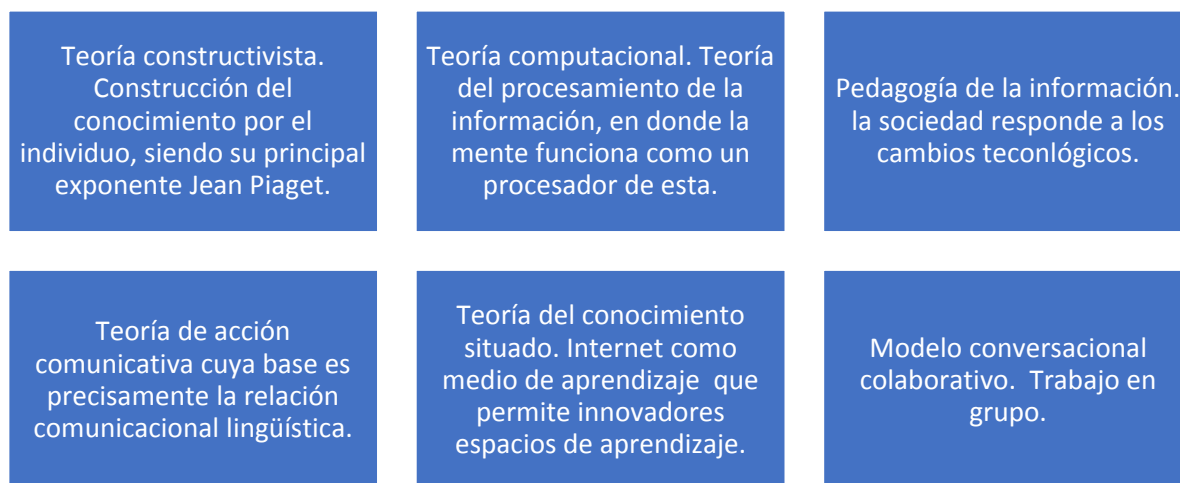 Teoría constructivista.
Construcción del
conocimiento por el
individuo, siendo su principal
exponente Jean Piaget.
Teoría computacional. Teoría
del procesamiento de la
información, en donde la
mente funciona como un
procesador de esta.
Pedagogía de la información.
la sociedad responde a los
cambios teconlógicos.
Teoría de acción
comunicativa cuya base es
precisamente la relación
comunicacional lingüística.
Teoría del conocimiento
situado. Internet como
medio de aprendizaje que
permite innovadores
espacios de aprendizaje.
Modelo conversacional
colaborativo. Trabajo en
grupo.